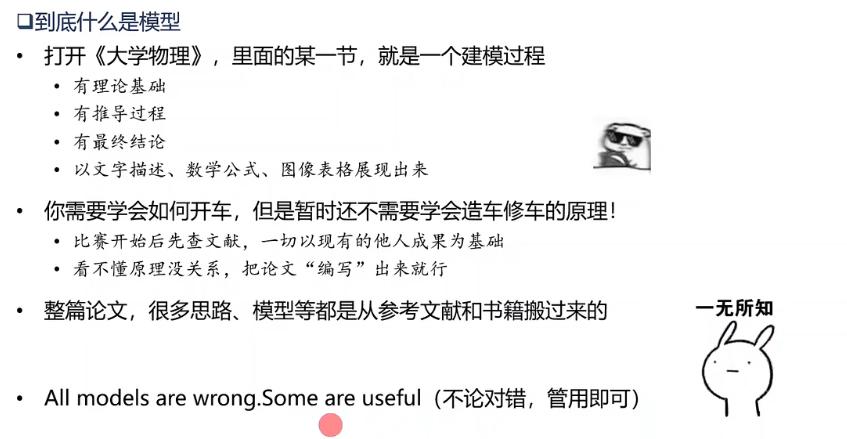 ❑到底什么是模型
• 打开《大学物理》，里面的某一节，就是一个建模过程
• 有理论基础
• 有推导过程
• 有最终结论
• 以文字描述、数学公式、图像表格展现出来
• 你需要学会如何开车，但是暂时还不需要学会造车修车的原理！
• 比赛开始后先查文献，一切以现有的他人成果为基础
• 看不懂原理没关系，把论文“编写”出来就行
• 整篇论文，很多思路、模型等都是从参考文献和书籍搬过来的
一无所知
• All models are wrong.Some are useful（不论对错，管用即可）